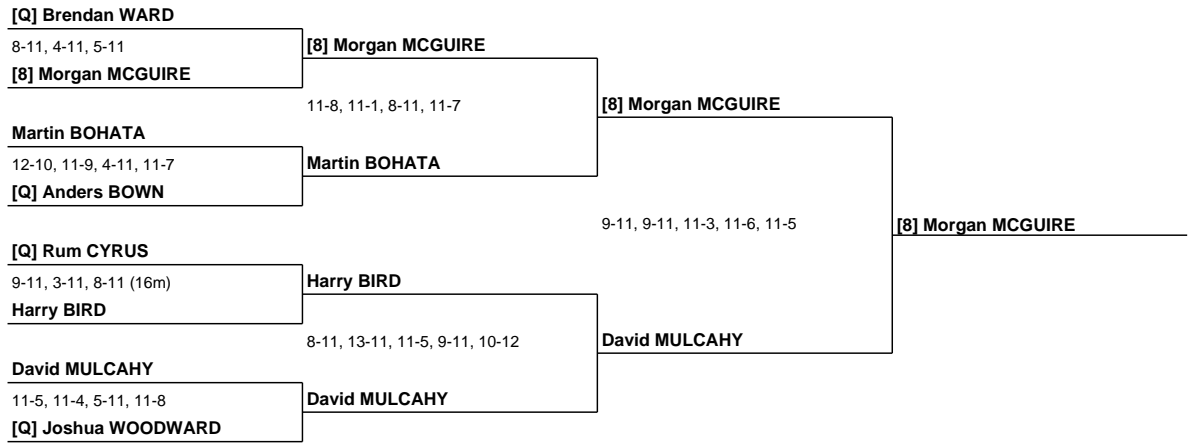 [Q] Brendan WARD
8-11, 4-11, 5-11
[8] Morgan MCGUIRE
[8] Morgan MCGUIRE
11-8, 11-1, 8-11, 11-7
[8] Morgan MCGUIRE
Martin BOHATA
12-10, 11-9, 4-11, 11-7
Martin BOHATA
[Q] Anders BOWN
9-11, 9-11, 11-3, 11-6, 11-5
[8] Morgan MCGUIRE
[Q] Rum CYRUS
9-11, 3-11, 8-11 (16m)
Harry BIRD
Harry BIRD
8-11, 13-11, 11-5, 9-11, 10-12
David MULCAHY
David MULCAHY
11-5, 11-4, 5-11, 11-8
David MULCAHY
[Q] Joshua WOODWARD